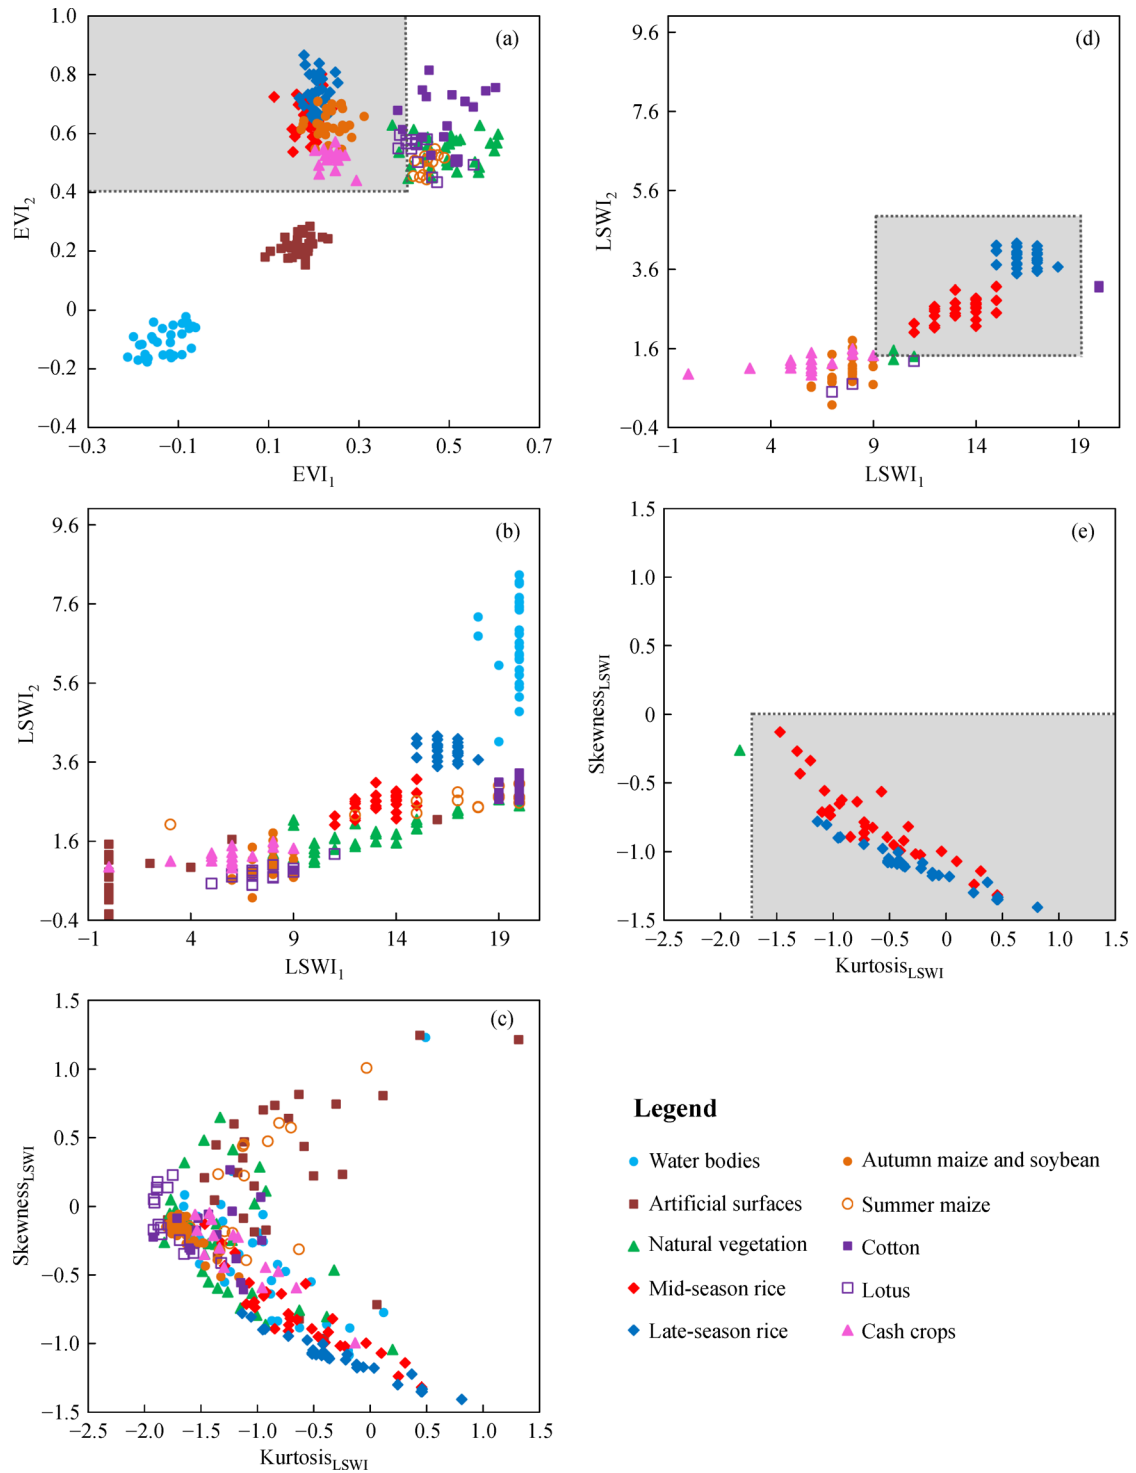 (a)
1.0
0.8
0.6
0.4
0.2
0
−0.2
−0.4
EVI2
−0.3
−0.1
0.1
0.3
0.5
0.7
EVI1
(d)
9.6
7.6
5.6
3.6
1.6
−0.4
LSWI2
−1
4
9
14
19
LSWI1
(b)
9.6
7.6
5.6
3.6
1.6
−0.4
LSWI2
−1
4
9
14
19
LSWI1
(e)
1.5
1.0
0.5
0
−0.5
−1.0
−1.5
SkewnessLSWI
−2.5
−2.0
−1.5
−1.0
−0.5
0
0.5
1.0
1.5
KurtosisLSWI
(c)
1.5
1.0
0.5
0
−0.5
−1.0
−1.5
SkewnessLSWI
−2.5
−2.0
−1.5
−1.0
−0.5
0
0.5
1.0
1.5
KurtosisLSWI
Legend
Water bodies
Artificial surfaces
Natural vegetation
Mid-season rice
Late-season rice
Autumn maize and soybean
Summer maize
Cotton
Lotus
Cash crops